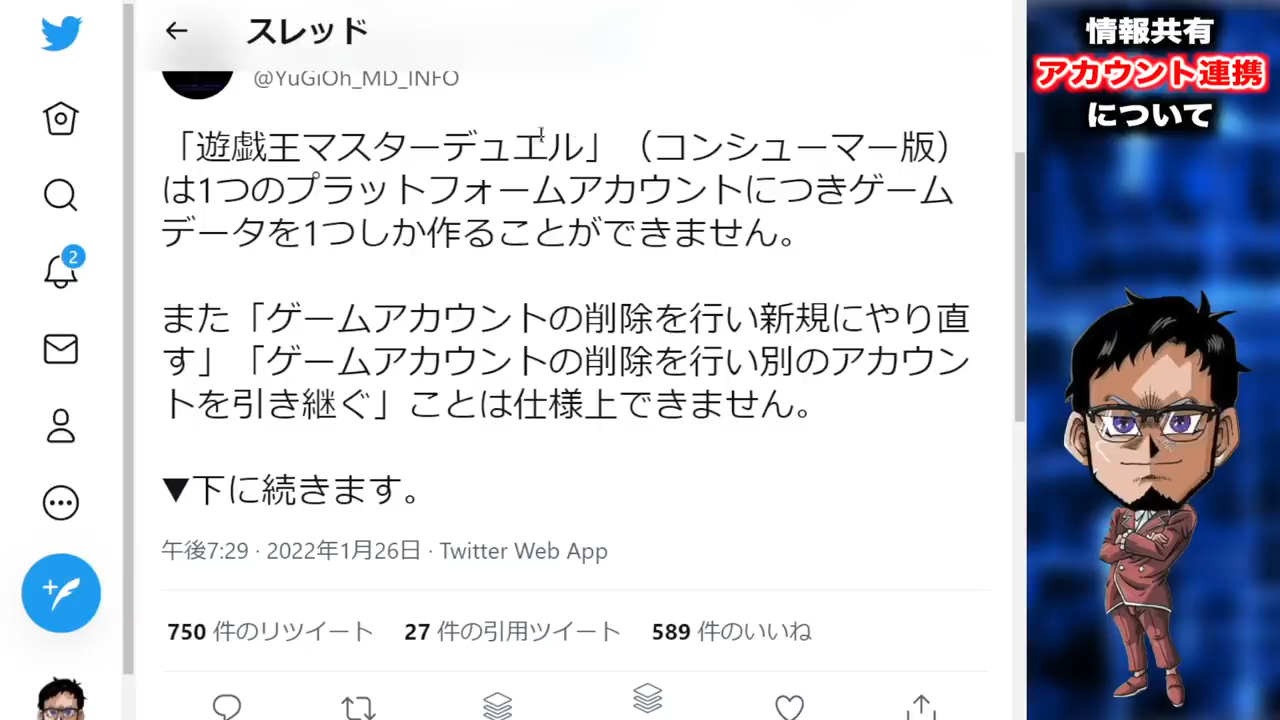 スレッド
@YuGiOh_MD_INFO
「遊戯王マスターデュエル」（コンシューマー版）
は1つのプラットフォームアカウントにつきゲーム
データを1つしか作ることができません。
また「ゲームアカウントの削除を行い新規にやり直
す」「ゲームアカウントの削除を行い別のアカウン
トを引き継ぐ」ことは仕様上できません。
▼下に続きます。
午後7:29 · 2022年1月26日 · Twitter Web App
750 件のリツイート 27 件の引用ツイート 589 件のいいね
2
情報共有
アカウント連携
について